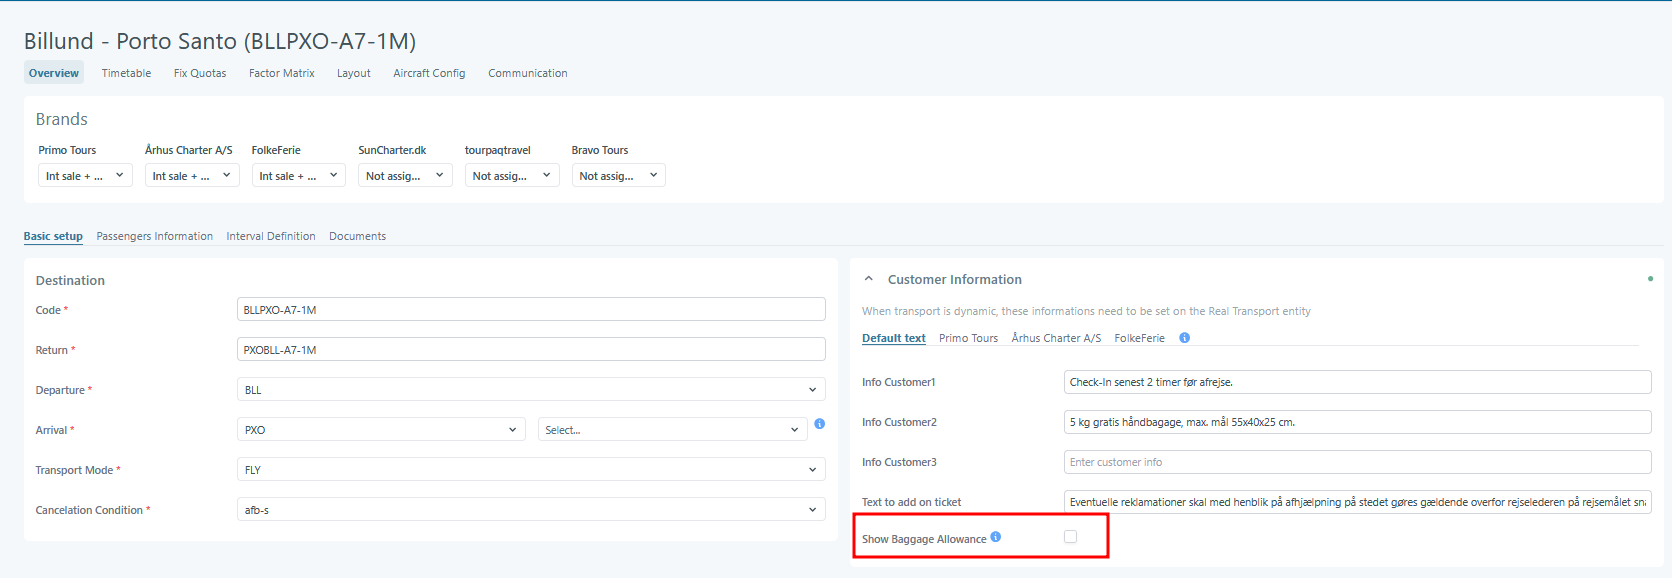 Billund - Porto Santo (BLLPXO-A7-1M)
Overview Timetable Fix Quotas Factor Matrix Layout Aircraft Config Communication
Brands
Primo Tours Århus Charter A/S FolkeFerie SunCharter.dk tourpaqtravel Bravo Tours
Int sale + ... Int sale + ... Int sale + ... Not assig... Not assig... Not assig...
Basic setup Passengers Information Interval Definition Documents
Destination
Code * BLLPXO-A7-1M
Return * PXOBLL-A7-1M
Departure * BLL
Arrival * PXO Select...
Transport Mode * FLY
Cancelation Condition * afb-s
Customer Information
When transport is dynamic, these informations need to be set on the Real Transport entity
Default text Primo Tours Århus Charter A/S FolkeFerie
Info Customer1 Check-In senest 2 timer før afrejse.
Info Customer2 5 kg gratis håndbagage, max. mål 55x40x25 cm.
Info Customer3 Enter customer info
Text to add on ticket Eventuelle reklamationer skal med henblik på afhjælpning på stedet gøres gældende overfor rejselederen på rejsemålet sna
Show Baggage Allowance